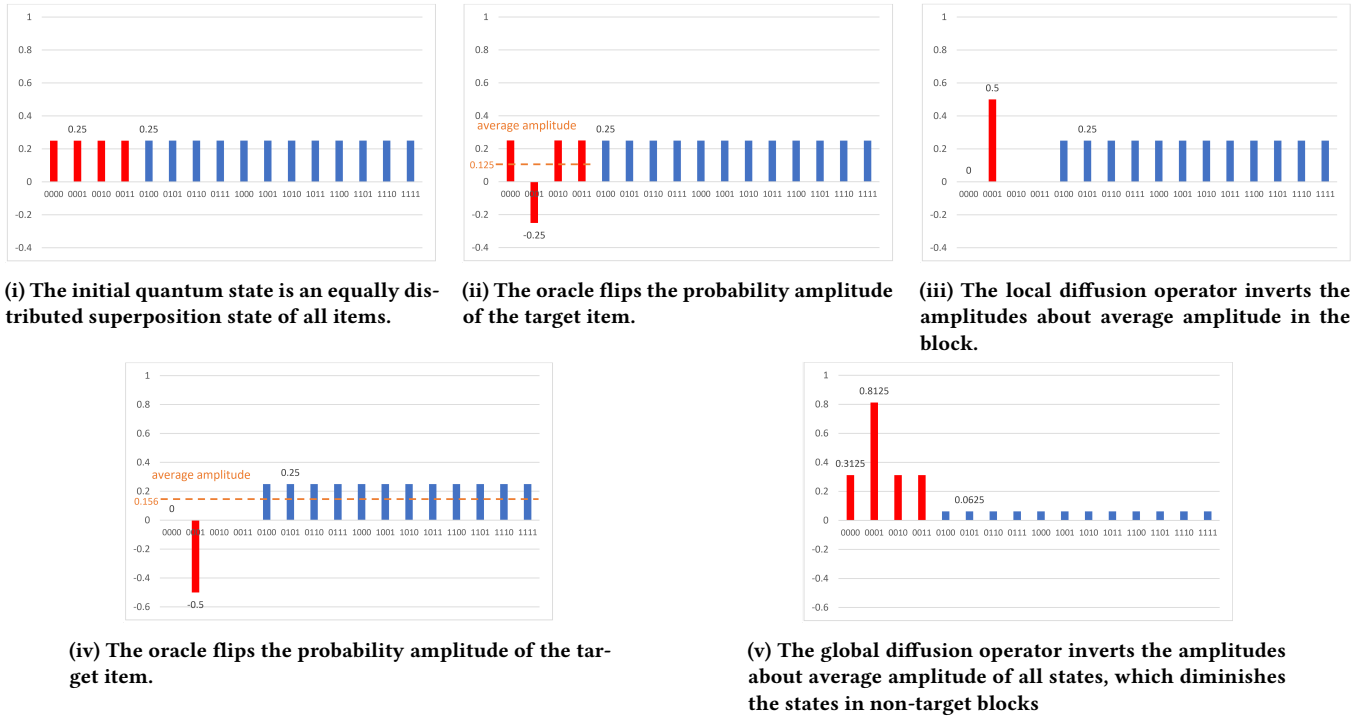 1
0.8
0.6
0.4
0.25 0.25
0.2
0
0000 0001 0010 0011 0100 0101 0110 0111 1000 1001 1010 1011 1100 1101 1110 1111
-0.2
-0.4
(i) The initial quantum state is an equally dis-
tributed superposition state of all items.
1
0.8
0.6
0.4
average amplitude 0.25
0.2
0.125
0
0000 0001 0010 0011 0100 0101 0110 0111 1000 1001 1010 1011 1100 1101 1110 1111
-0.2
-0.25
-0.4
(ii) The oracle flips the probability amplitude
of the target item.
1
0.8
0.6
0.5
0.4
0.25
0.2
0
0
0000 0001 0010 0011 0100 0101 0110 0111 1000 1001 1010 1011 1100 1101 1110 1111
-0.2
-0.4
(iii) The local diffusion operator inverts the
amplitudes about average amplitude in the
block.
1
0.8
0.6
0.4
average amplitude 0.25
0.2
0.156
0
0
0000 0001 0010 0011 0100 0101 0110 0111 1000 1001 1010 1011 1100 1101 1110 1111
-0.2
-0.4
-0.5
-0.6
(iv) The oracle flips the probability amplitude of the tar-
get item.
1
0.8125
0.8
0.6
0.4
0.3125
0.2
0.0625
0
0000 0001 0010 0011 0100 0101 0110 0111 1000 1001 1010 1011 1100 1101 1110 1111
-0.2
-0.4
-0.6
(v) The global diffusion operator inverts the amplitudes
about average amplitude of all states, which diminishes
the states in non-target blocks